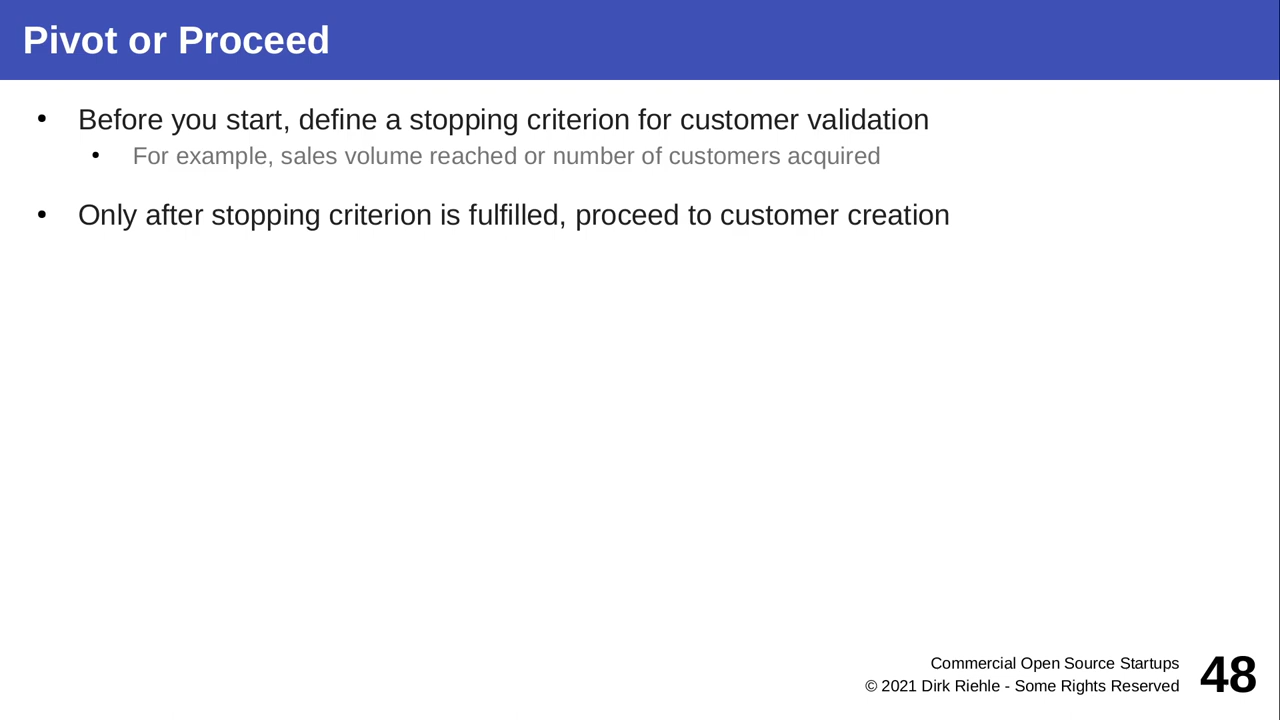 Pivot or Proceed
• Before you start, define a stopping criterion for customer validation
• For example, sales volume reached or number of customers acquired
• Only after stopping criterion is fulfilled, proceed to customer creation
Commercial Open Source Startups
© 2021 Dirk Riehle - Some Rights Reserved
48